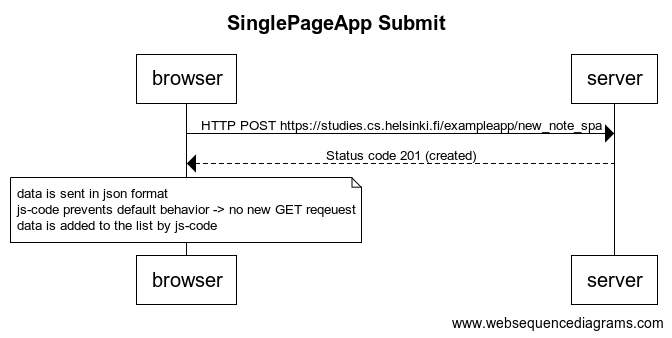 SinglePageApp Submit
browser
server
HTTP POST https://studies.cs.helsinki.fi/exampleapp/new_note_spa
Status code 201 (created)
data is sent in json format
js-code prevents default behavior -> no new GET reqeuest
data is added to the list by js-code
browser
server
www.websequencediagrams.com